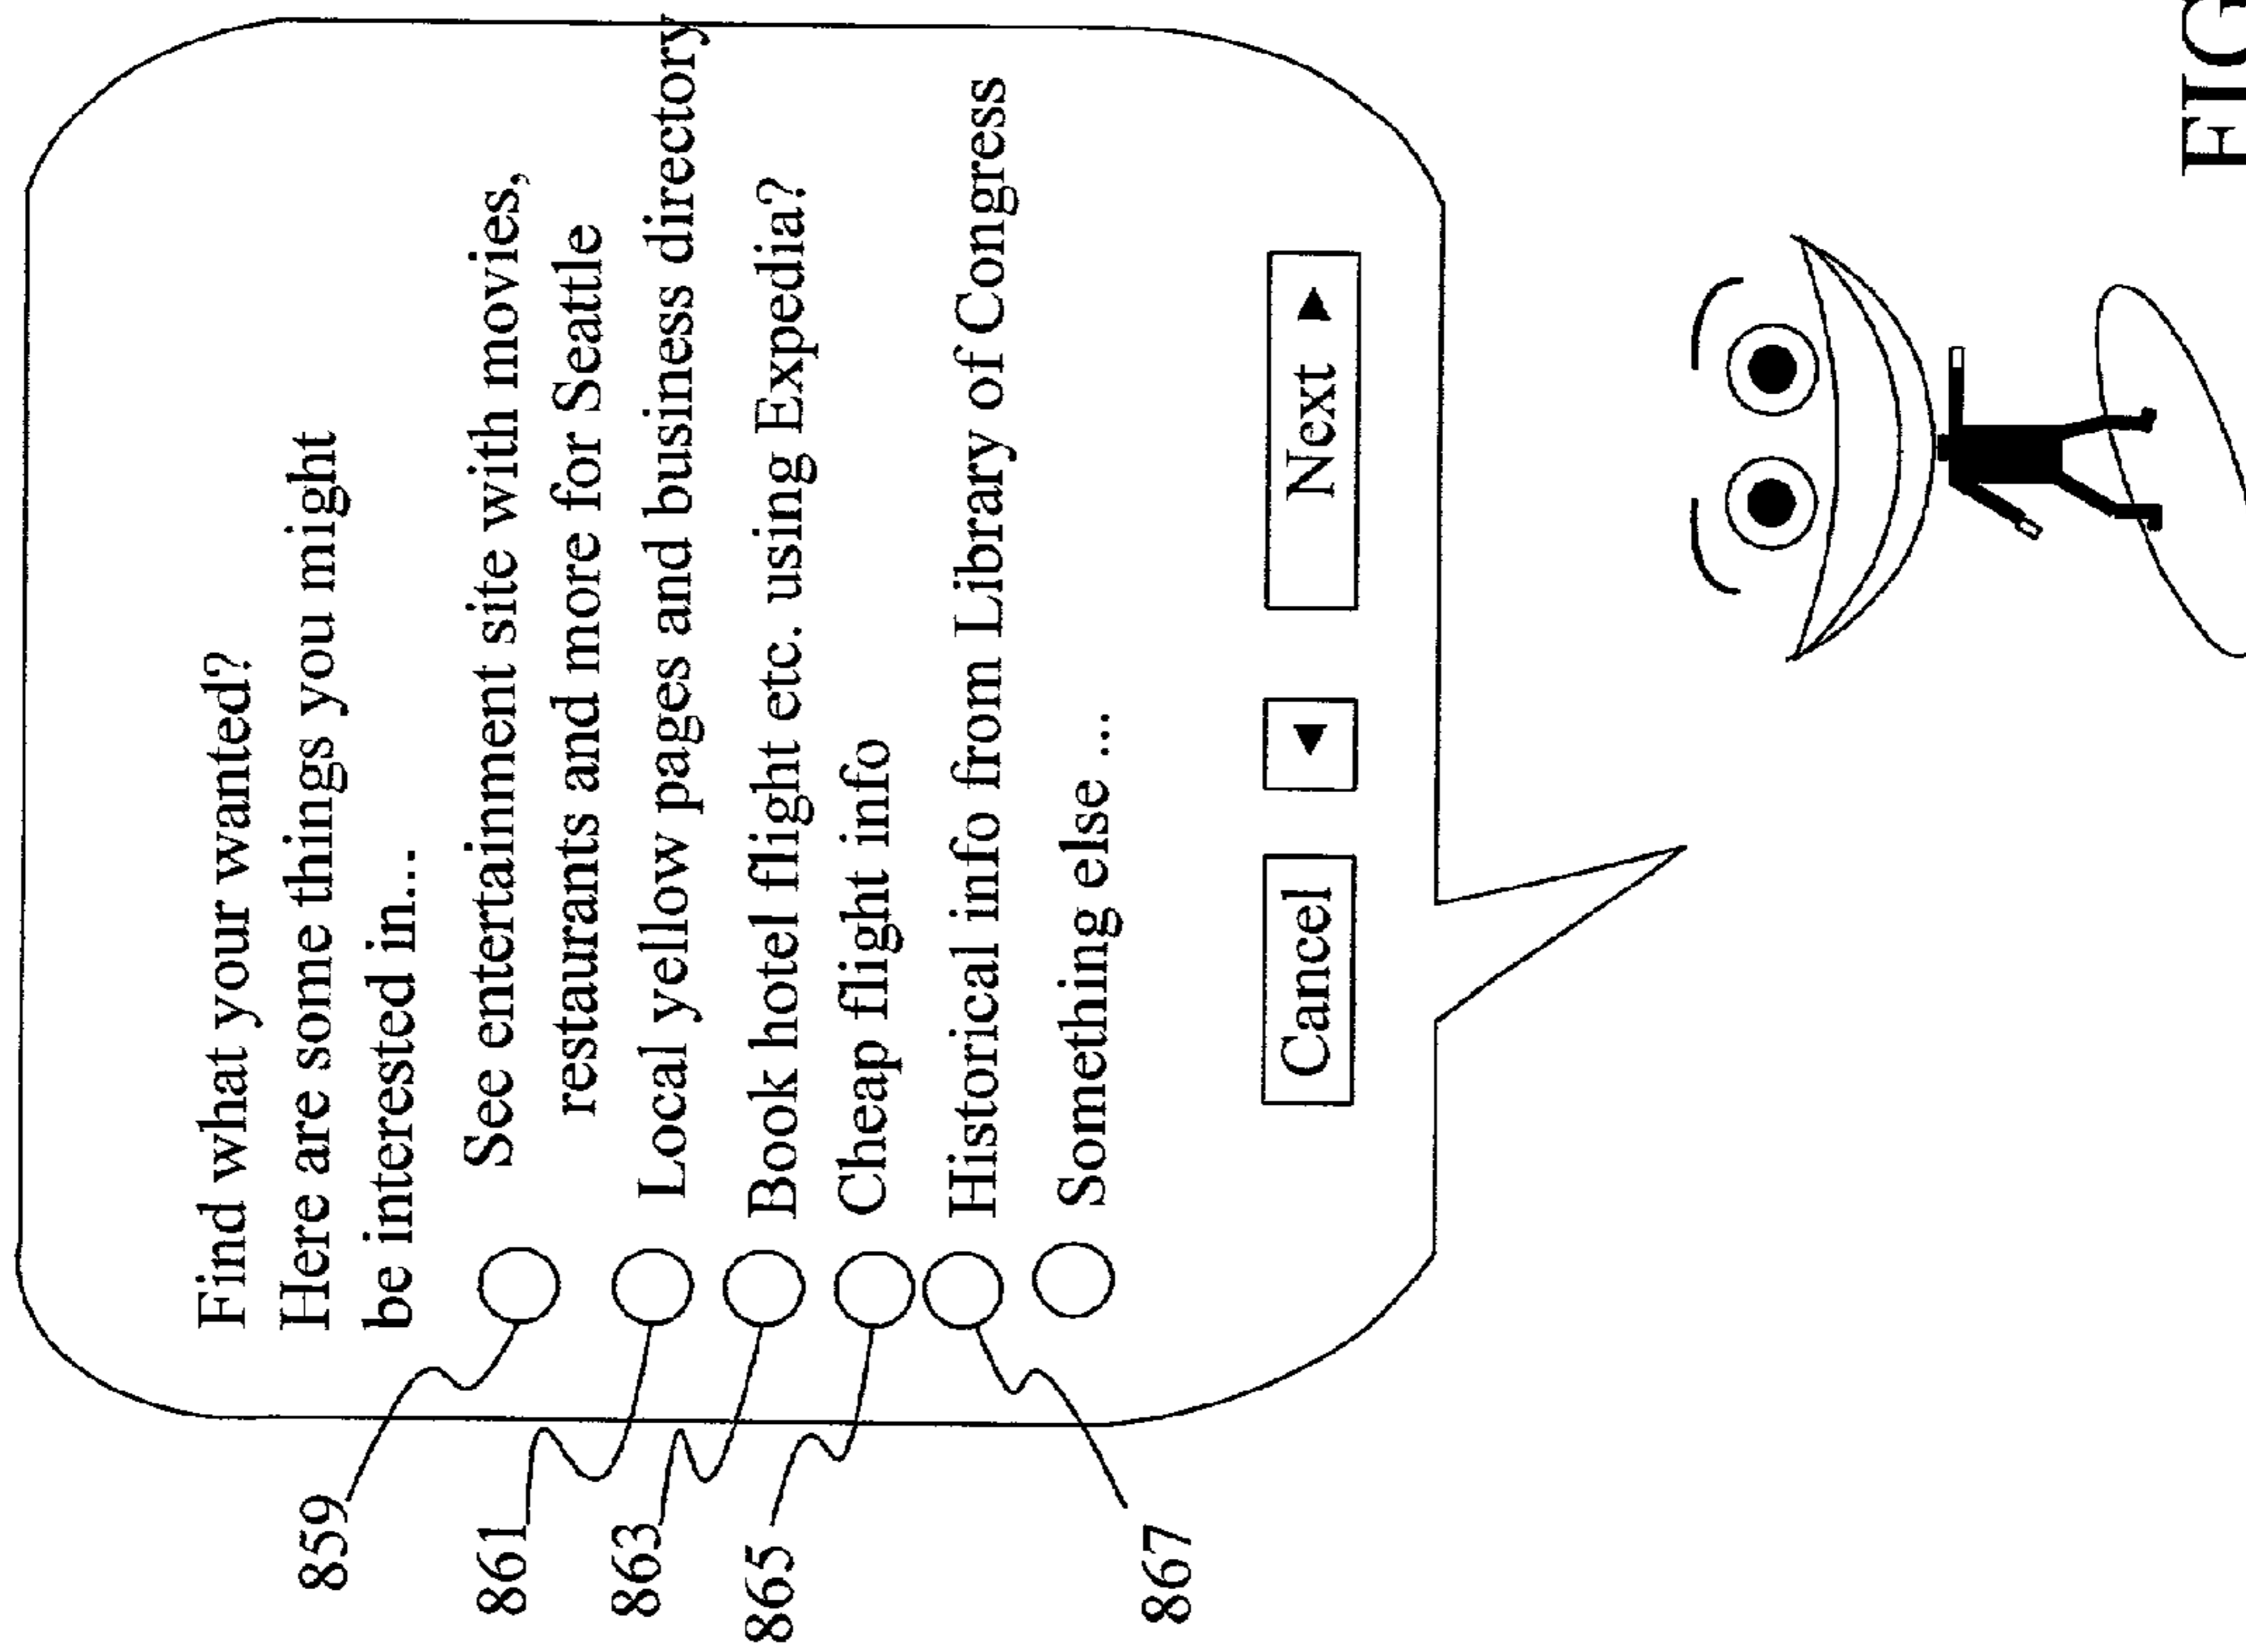 Find what your wanted?
Here are some things you might
be interested in...
859
See entertainment site with movies,
restaurants and more for Seattle
861
Local yellow pages and business directory
863
Book hotel flight etc. using Expedia?
865
Cheap flight info
867
Historical info from Library of Congress
Something else ...
Cancel ◀ Next ▶
FIG